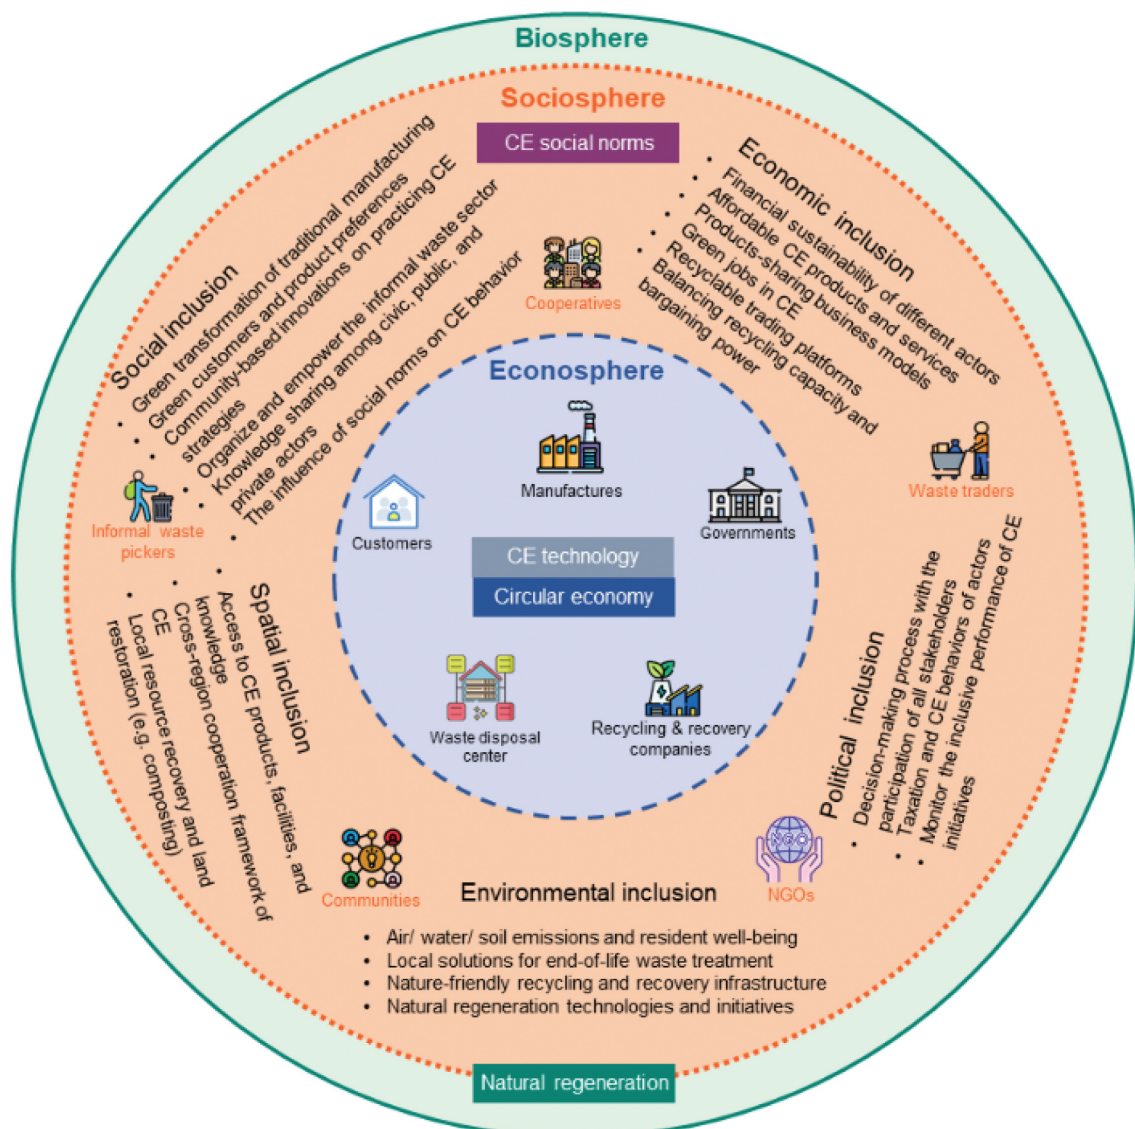 Biosphere
Sociosphere
CE social norms
Social inclusion
• Green transformation of traditional manufacturing
• Green customers and product preferences
• Community-based innovations on practicing CE
strategies
• Organize and empower the informal waste sector
• Knowledge sharing among civic, public, and
private actors
• The influence of social norms on CE behavior
Economic inclusion
• Financial sustainability of different actors
• Affordable CE products and services
• Products-sharing business models
• Green jobs in CE
• Recyclable trading platforms
• Balancing recycling capacity and
bargaining power
Cooperatives
Econosphere
Manufactures
Customers
Governments
CE technology
Circular economy
Waste disposal
center
Recycling & recovery
companies
Informal waste
pickers
Waste traders
Spatial inclusion
• Access to CE products, facilities, and
knowledge
• Cross-region cooperation framework of
CE
• Local resource recovery and land
restoration (e.g. composting)
Political inclusion
• Decision-making process with the
participation of all stakeholders
• Taxation and CE behaviors of actors
• Monitor the inclusive performance of CE
initiatives
Communities
NGO
NGOs
Environmental inclusion
• Air/ water/ soil emissions and resident well-being
• Local solutions for end-of-life waste treatment
• Nature-friendly recycling and recovery infrastructure
• Natural regeneration technologies and initiatives
Natural regeneration